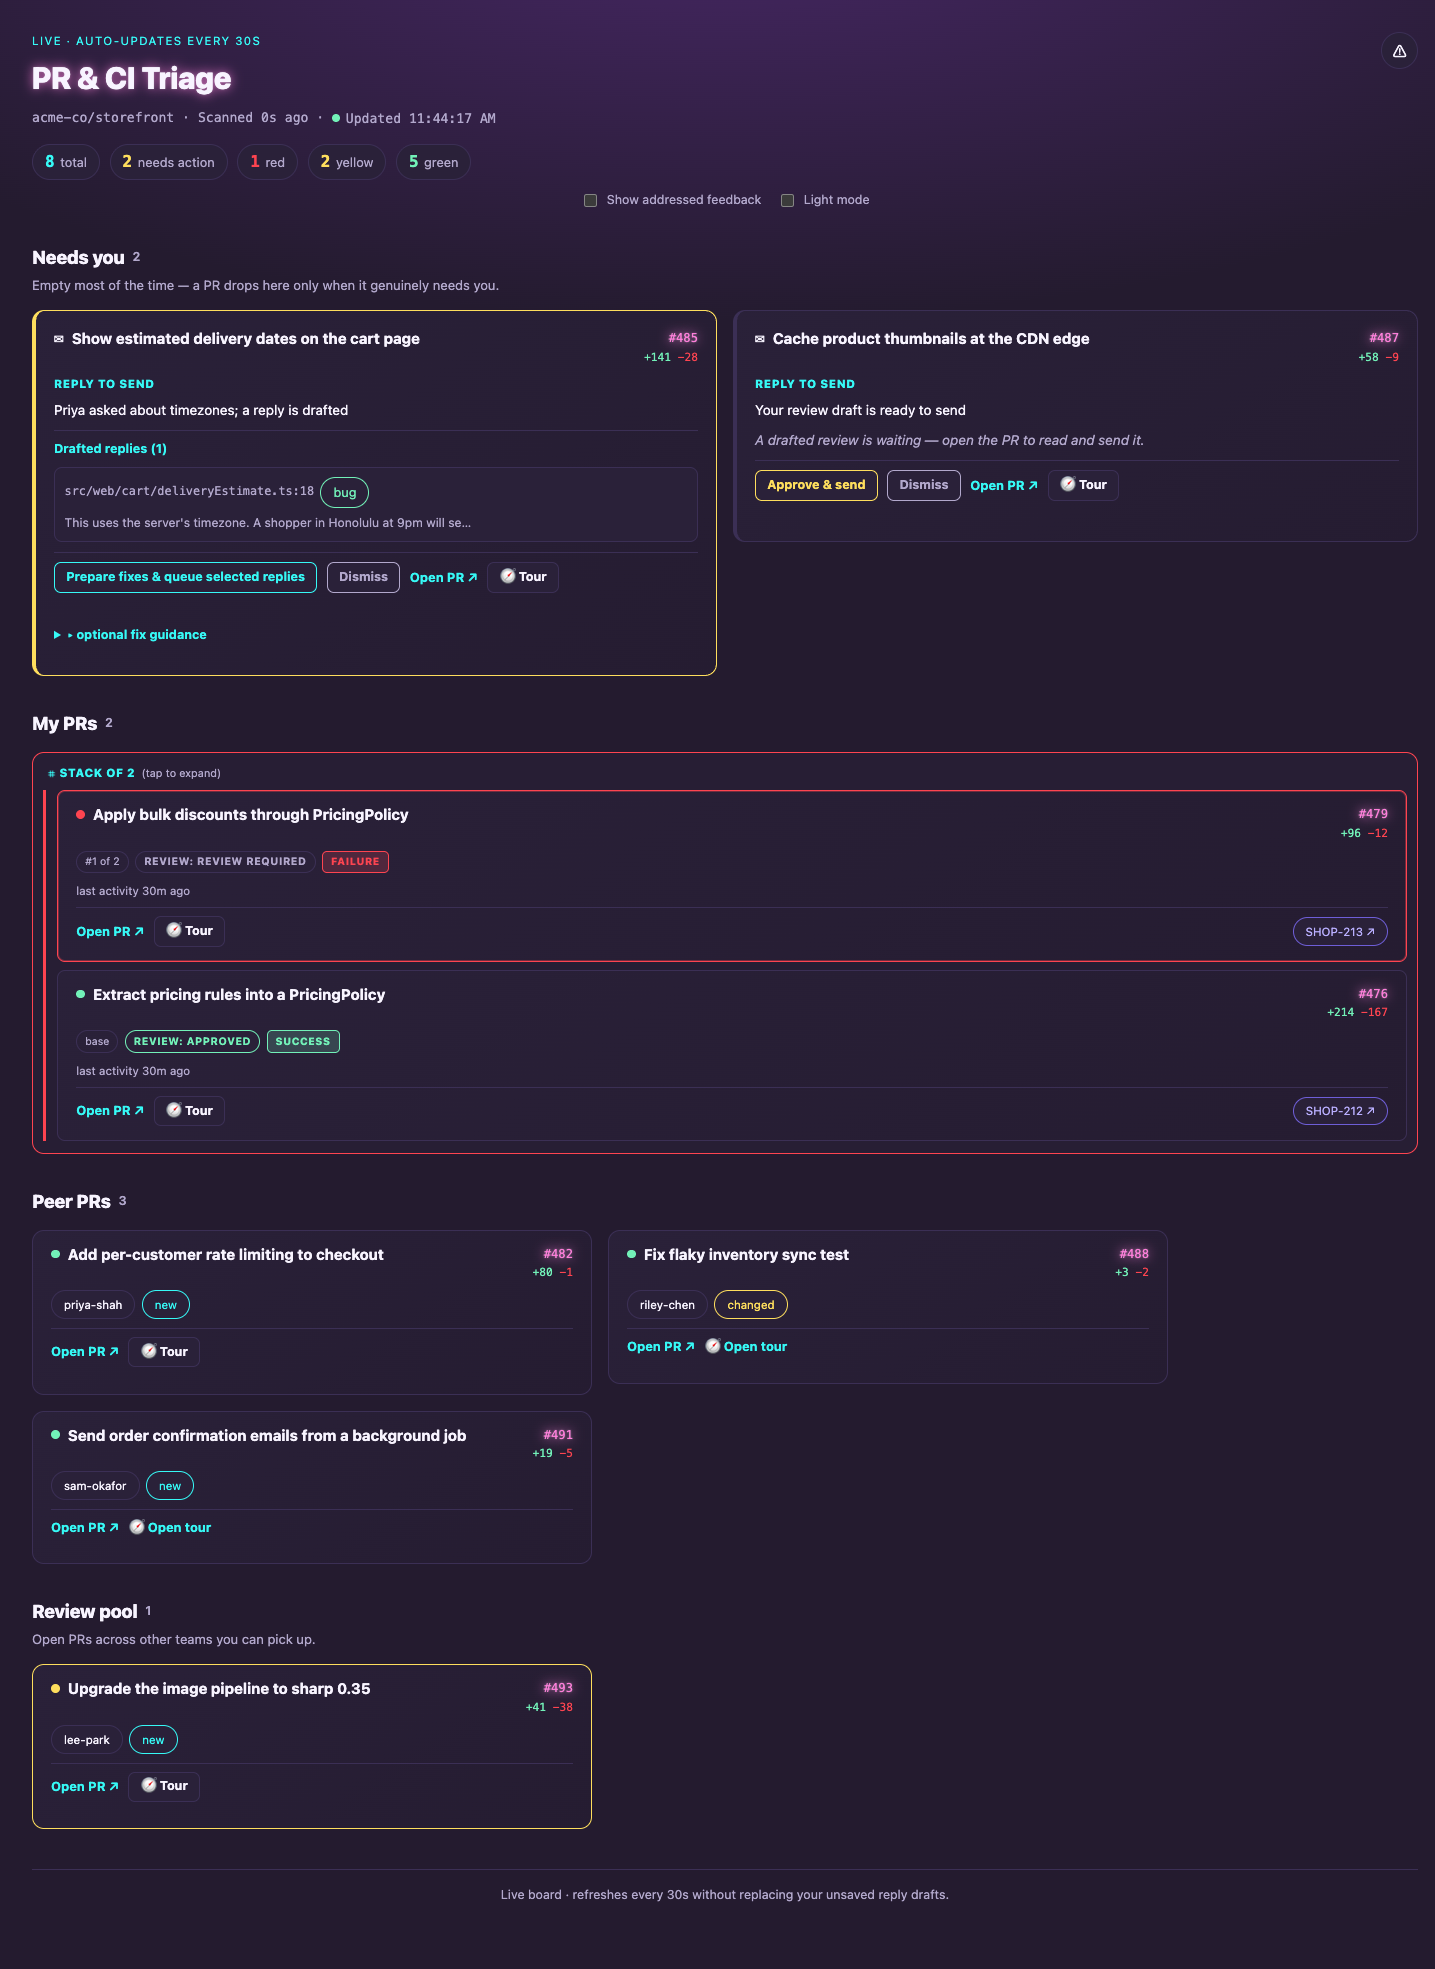 LIVE · AUTO-UPDATES EVERY 30S
PR & CI Triage
acme-co/storefront · Scanned 0s ago · Updated 11:44:17 AM
8 total 2 needs action 1 red 2 yellow 5 green
Show addressed feedback Light mode
Needs you 2
Empty most of the time — a PR drops here only when it genuinely needs you.
Show estimated delivery dates on the cart page #485
+141 −28
REPLY TO SEND
Priya asked about timezones; a reply is drafted
Drafted replies (1)
src/web/cart/deliveryEstimate.ts:18 bug
This uses the server's timezone. A shopper in Honolulu at 9pm will se…
Prepare fixes & queue selected replies Dismiss Open PR ↗ Tour
▸ optional fix guidance
Cache product thumbnails at the CDN edge #487
+58 −9
REPLY TO SEND
Your review draft is ready to send
A drafted review is waiting — open the PR to read and send it.
Approve & send Dismiss Open PR ↗ Tour
My PRs 2
# STACK OF 2 (tap to expand)
Apply bulk discounts through PricingPolicy #479
+96 −12
#1 of 2 REVIEW: REVIEW REQUIRED FAILURE
last activity 30m ago
Open PR ↗ Tour SHOP-213 ↗
Extract pricing rules into a PricingPolicy #476
+214 −167
base REVIEW: APPROVED SUCCESS
last activity 30m ago
Open PR ↗ Tour SHOP-212 ↗
Peer PRs 3
Add per-customer rate limiting to checkout #482
+80 −1
priya-shah new
Open PR ↗ Tour
Fix flaky inventory sync test #488
+3 −2
riley-chen changed
Open PR ↗ Open tour
Send order confirmation emails from a background job #491
+19 −5
sam-okafor new
Open PR ↗ Open tour
Review pool 1
Open PRs across other teams you can pick up.
Upgrade the image pipeline to sharp 0.35 #493
+41 −38
lee-park new
Open PR ↗ Tour
Live board · refreshes every 30s without replacing your unsaved reply drafts.